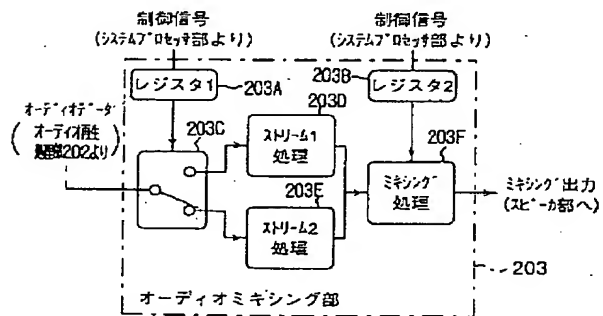 制御信号
(システムプロセッサ部より)
制御信号
(システムプロセッサ部より)
レジスタ1
203A
203B
レジスタ2
オーディオデータ
(オーディオ再生
処理部202より)
203C
203D
ストリーム1
処理
203E
ストリーム2
処理
203F
ミキシング
処理
ミキシング出力
(スピーカ部へ)
203
オーディオミキシング部